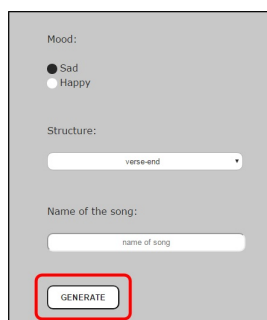 Mood:
Sad
Happy
Structure:
verse-end
Name of the song:
name of song
GENERATE